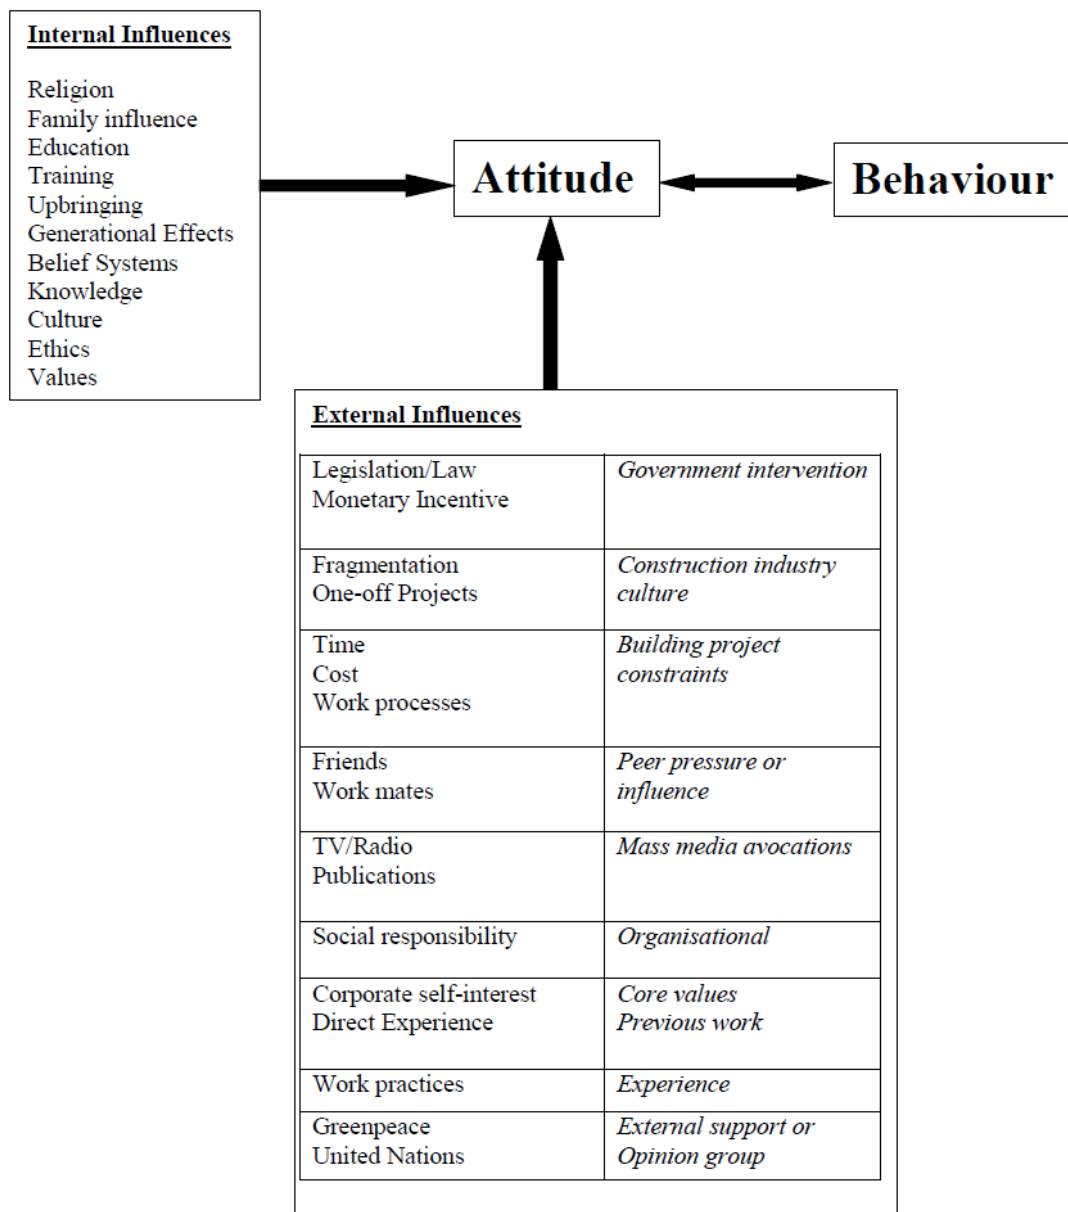 Internal Influences
Religion
Family influence
Education
Training
Upbringing
Generational Effects
Belief Systems
Knowledge
Culture
Ethics
Values
Attitude
Behaviour
External Influences
Legislation/Law
Monetary Incentive
Government intervention
Fragmentation
One-off Projects
Construction industry
culture
Time
Cost
Work processes
Building project
constraints
Friends
Work mates
Peer pressure or
influence
TV/Radio
Publications
Mass media avocations
Social responsibility
Organisational
Corporate self-interest
Direct Experience
Core values
Previous work
Work practices
Experience
Greenpeace
United Nations
External support or
Opinion group